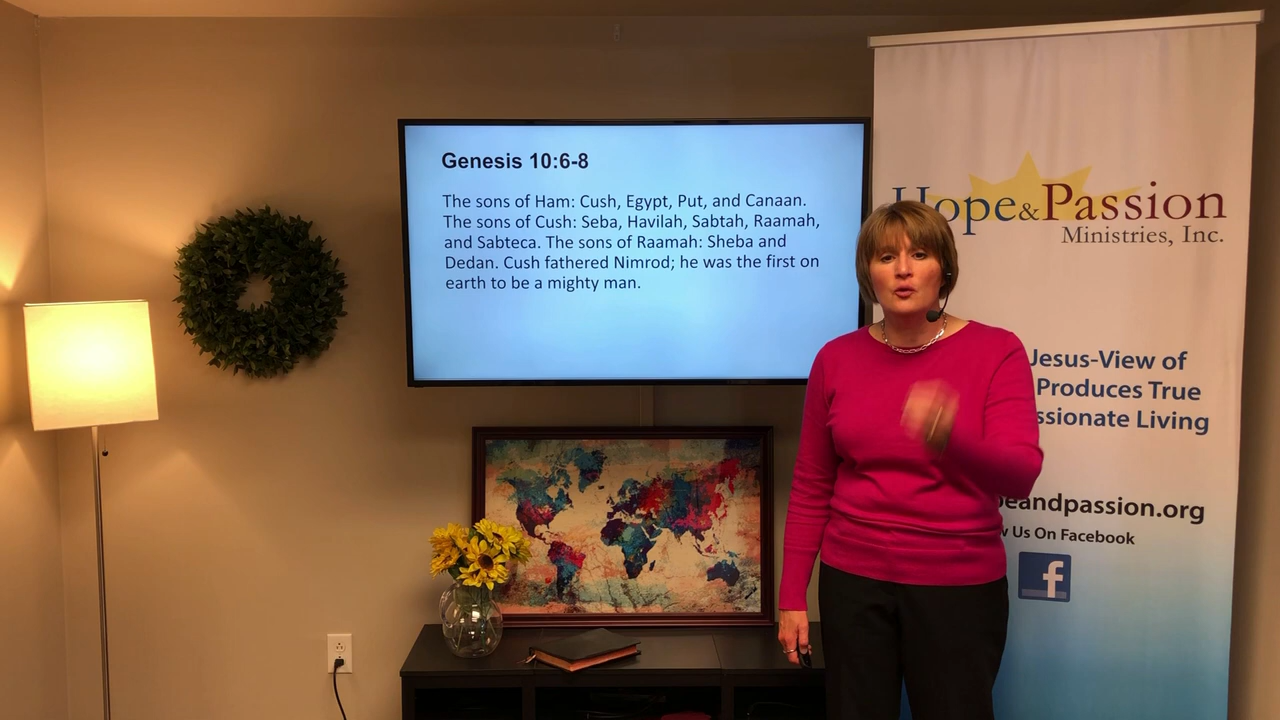 Genesis 10:6-8
The sons of Ham: Cush, Egypt, Put, and Canaan.
The sons of Cush: Seba, Havilah, Sabtah, Raamah,
and Sabteca. The sons of Raamah: Sheba and
Dedan. Cush fathered Nimrod; he was the first on
earth to be a mighty man.
Hope&Passion
Ministries, Inc.
Jesus-View of
Produces True
ssionate Living
eandpassion.org
w Us On Facebook
f